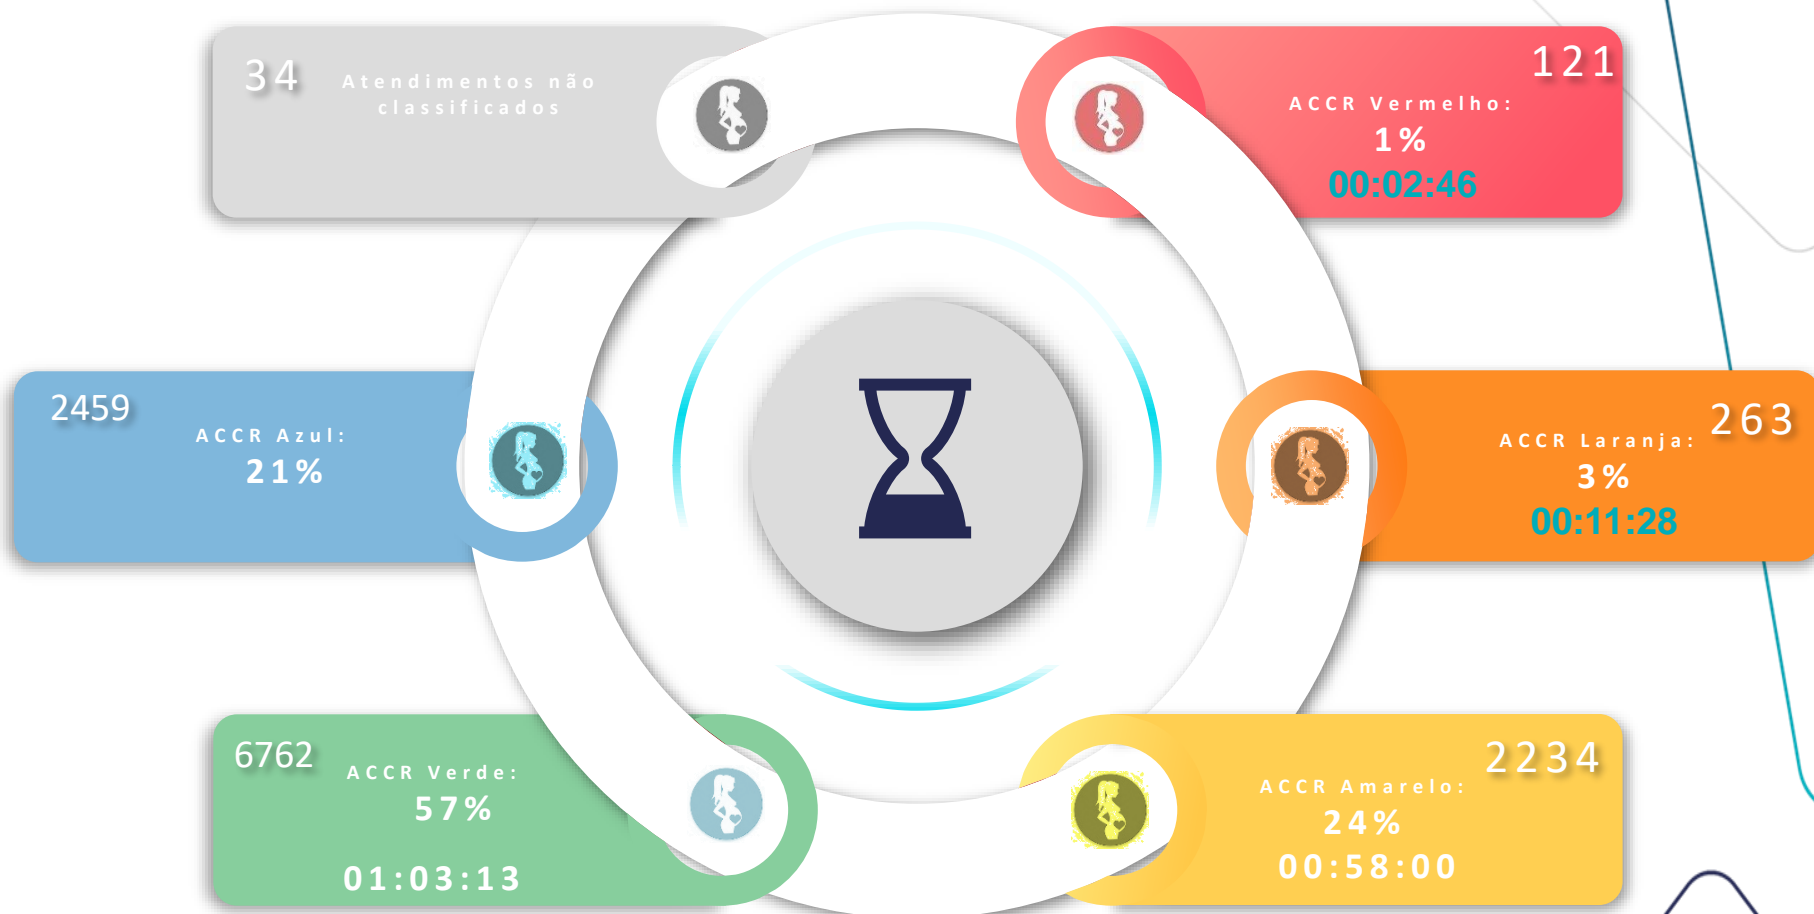 34
Atendimentos não
classificados
121
ACCR Vermelho:
1%
00:02:46
2459
ACCR Azul:
21%
263
ACCR Laranja:
3%
00:11:28
6762
ACCR Verde:
57%
01:03:13
2234
ACCR Amarelo:
24%
00:58:00